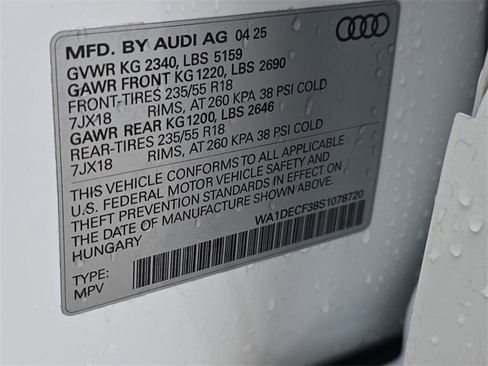 MFD. BY AUDI AG 04 25
GVWR KG 2340, LBS 5159
GAWR FRONT KG 1220, LBS 2690
FRONT-TIRES 235/55 R18
7JX18 RIMS, AT 260 KPA 38 PSI COLD
GAWR REAR KG 1200, LBS 2646
REAR-TIRES 235/55 R18
7JX18 RIMS, AT 260 KPA 38 PSI COLD
THIS VEHICLE CONFORMS TO ALL APPLICABLE
U.S. FEDERAL MOTOR VEHICLE SAFETY AND
THEFT PREVENTION STANDARDS IN EFFECT ON
THE DATE OF MANUFACTURE SHOWN ABOVE.
HUNGARY
WA1DECF38S1078720
TYPE:
MPV